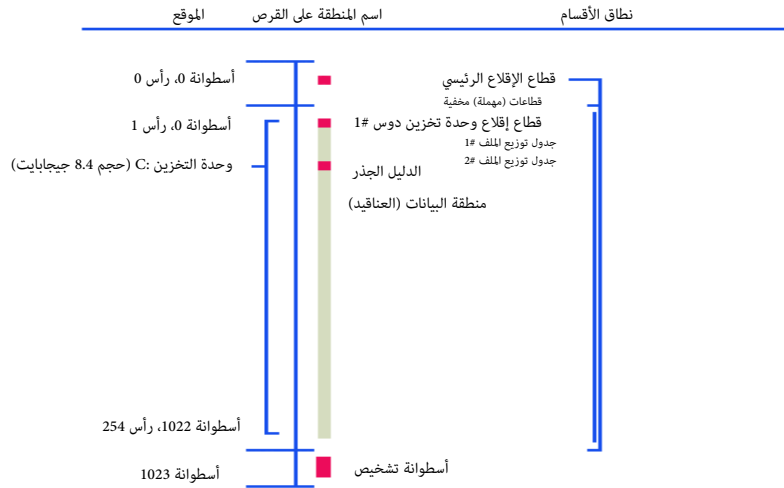 نطاق الأقسام اسم المنطقة على القرص الموقع
قطاع الإقلاع الرئيسي أسطوانة 0، رأس 0
قطاعات (مهملة) مخفية
قطاع إقلاع وحدة تخزين دوس #1 أسطوانة 0، رأس 1
جدول توزيع الملف #1
جدول توزيع الملف #2
الدليل الجذر وحدة التخزين C: (حجم 8.4 جيجابايت)
منطقة البيانات (العناقيد)
أسطوانة 1022، رأس 254
أسطوانة تشخيص أسطوانة 1023